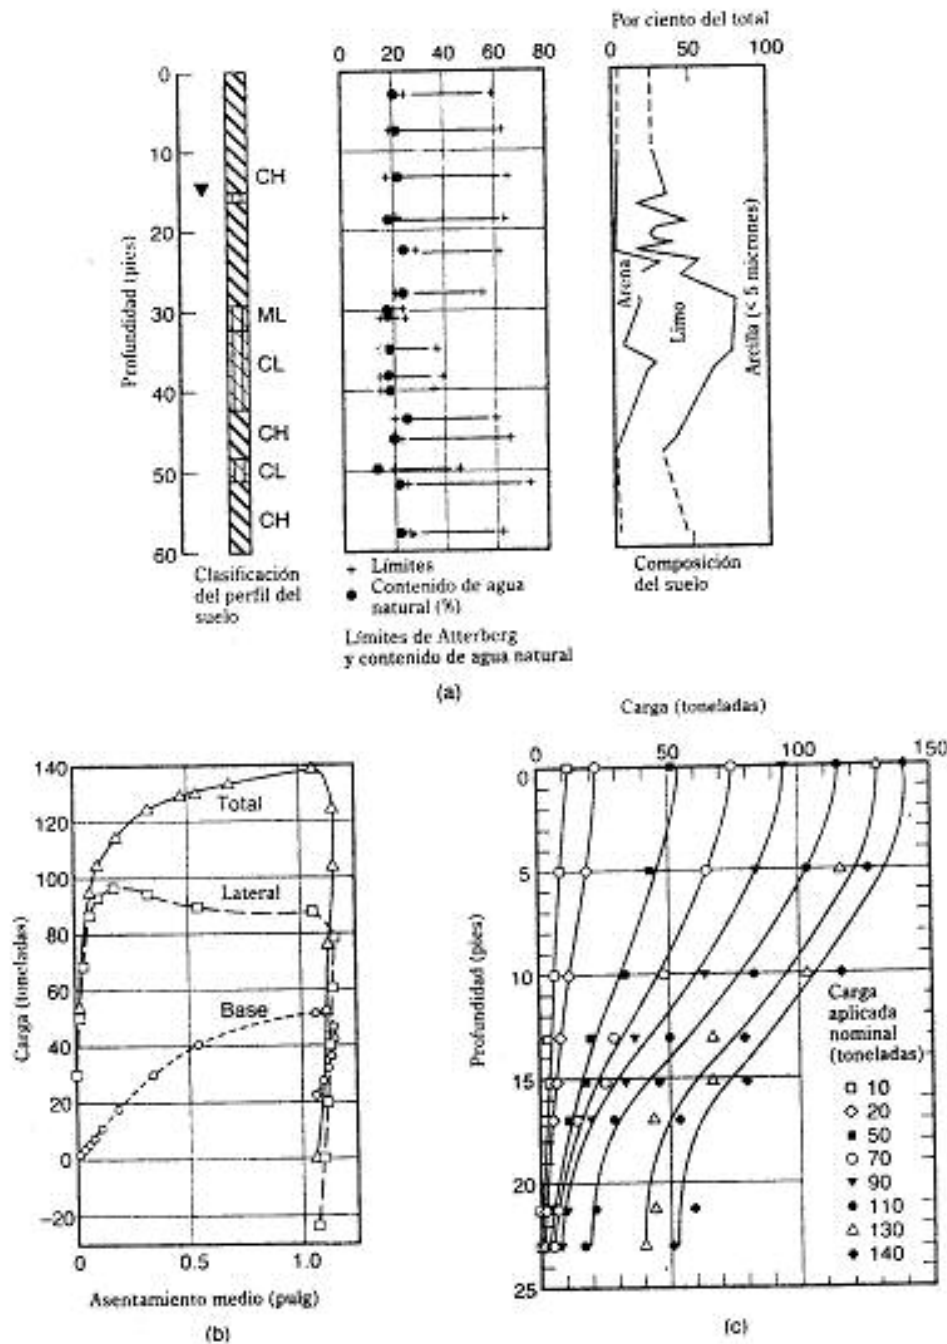 Por ciento del total
0 20 40 60 80
0 50 100
0
10
20
30
40
50
60
Profundidad (pies)
CH
ML
CL
CH
CL
CH
Arena
Limo
Arcilla (< 5 micrones)
Clasificación
del perfil del
suelo
+ Límites
● Contenido de agua
natural (%)
Límites de Atterberg
y contenido de agua natural
Composición
del suelo
(a)
140
120
100
80
60
40
20
0
−20
Carga (toneladas)
Total
Lateral
Base
0 0.5 1.0
Asentamiento medio (pulg)
(b)
Carga (toneladas)
0 50 100 150
0
5
10
15
20
25
Profundidad (pies)
Carga
aplicada
nominal
(toneladas)
□ 10
◇ 20
■ 50
○ 70
▼ 90
● 110
△ 130
◆ 140
(c)